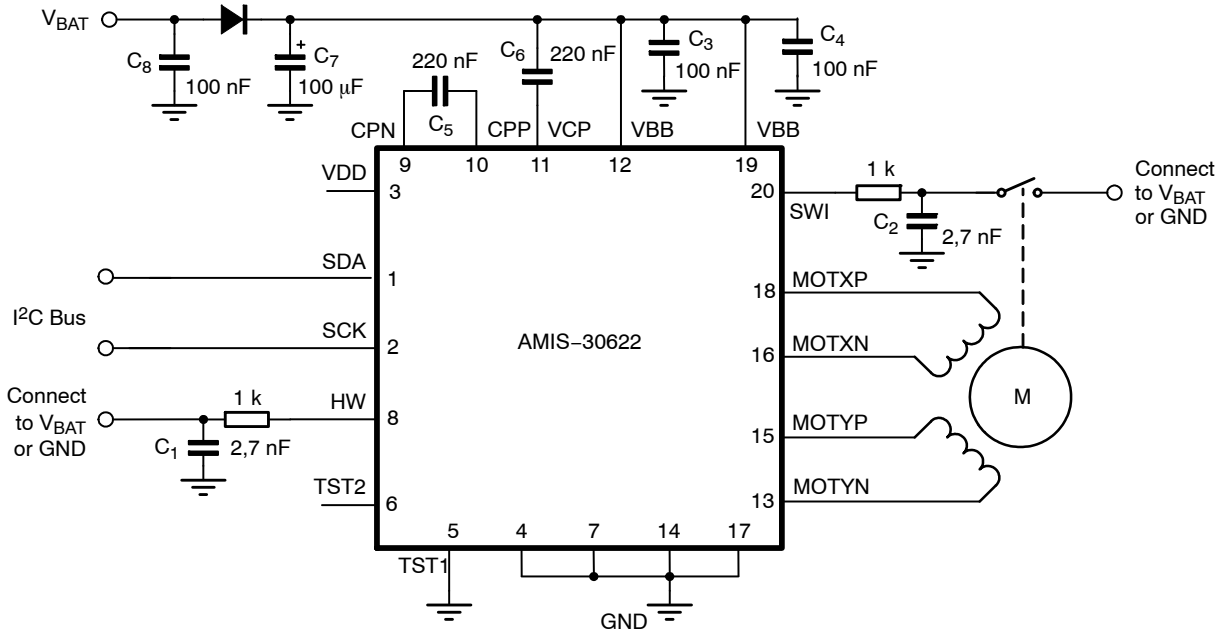 VBAT
C8
100 nF
+
C7
100 μF
220 nF
C5
C6
220 nF
C3
100 nF
C4
100 nF
CPN
CPP
VCP
VBB
VBB
9
10
11
12
19
VDD
3
20
SWI
1 k
C2
2,7 nF
Connect
to VBAT
or GND
SDA
1
I2C Bus
SCK
2
AMIS−30622
18
MOTXP
16
MOTXN
M
Connect
to VBAT
or GND
1 k
HW
8
C1
2,7 nF
15
MOTYP
13
MOTYN
TST2
6
5
4
7
14
17
TST1
GND